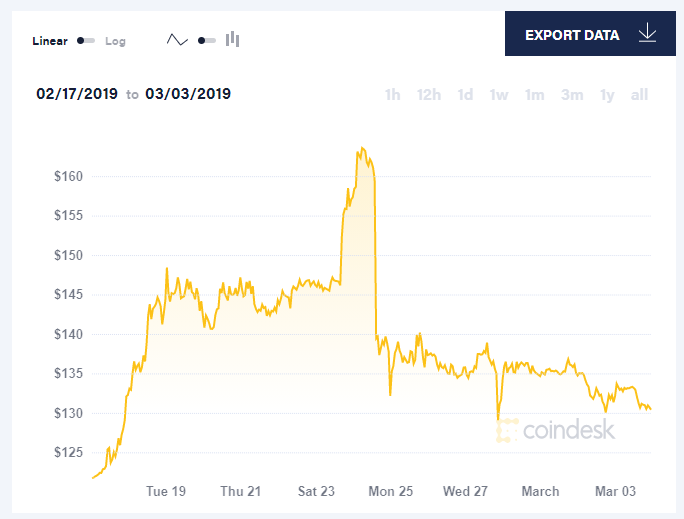 Linear Log EXPORT DATA
02/17/2019 to 03/03/2019 1h 12h 1d 1w 1m 3m 1y all
$160
$155
$150
$145
$140
$135
$130
$125
coindesk
Tue 19 Thu 21 Sat 23 Mon 25 Wed 27 March Mar 03